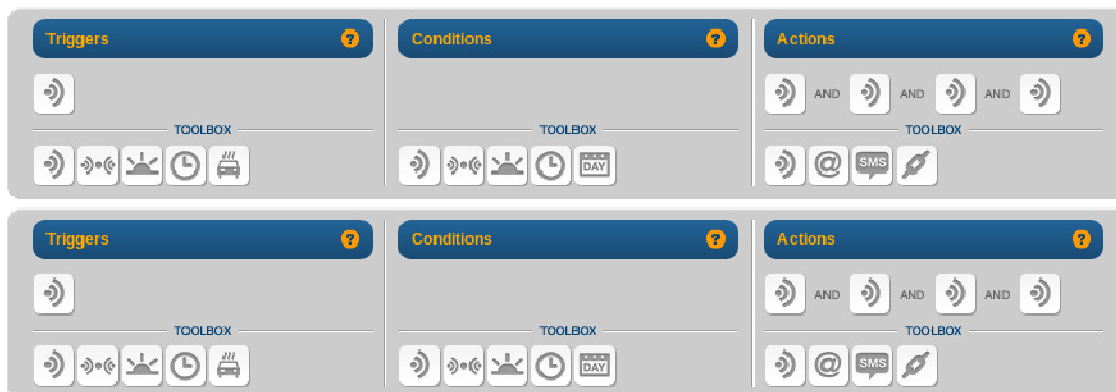 Triggers ? Conditions ? Actions ?
AND AND AND
TOOLBOX TOOLBOX TOOLBOX
DAY @ SMS
Triggers ? Conditions ? Actions ?
AND AND AND
TOOLBOX TOOLBOX TOOLBOX
DAY @ SMS